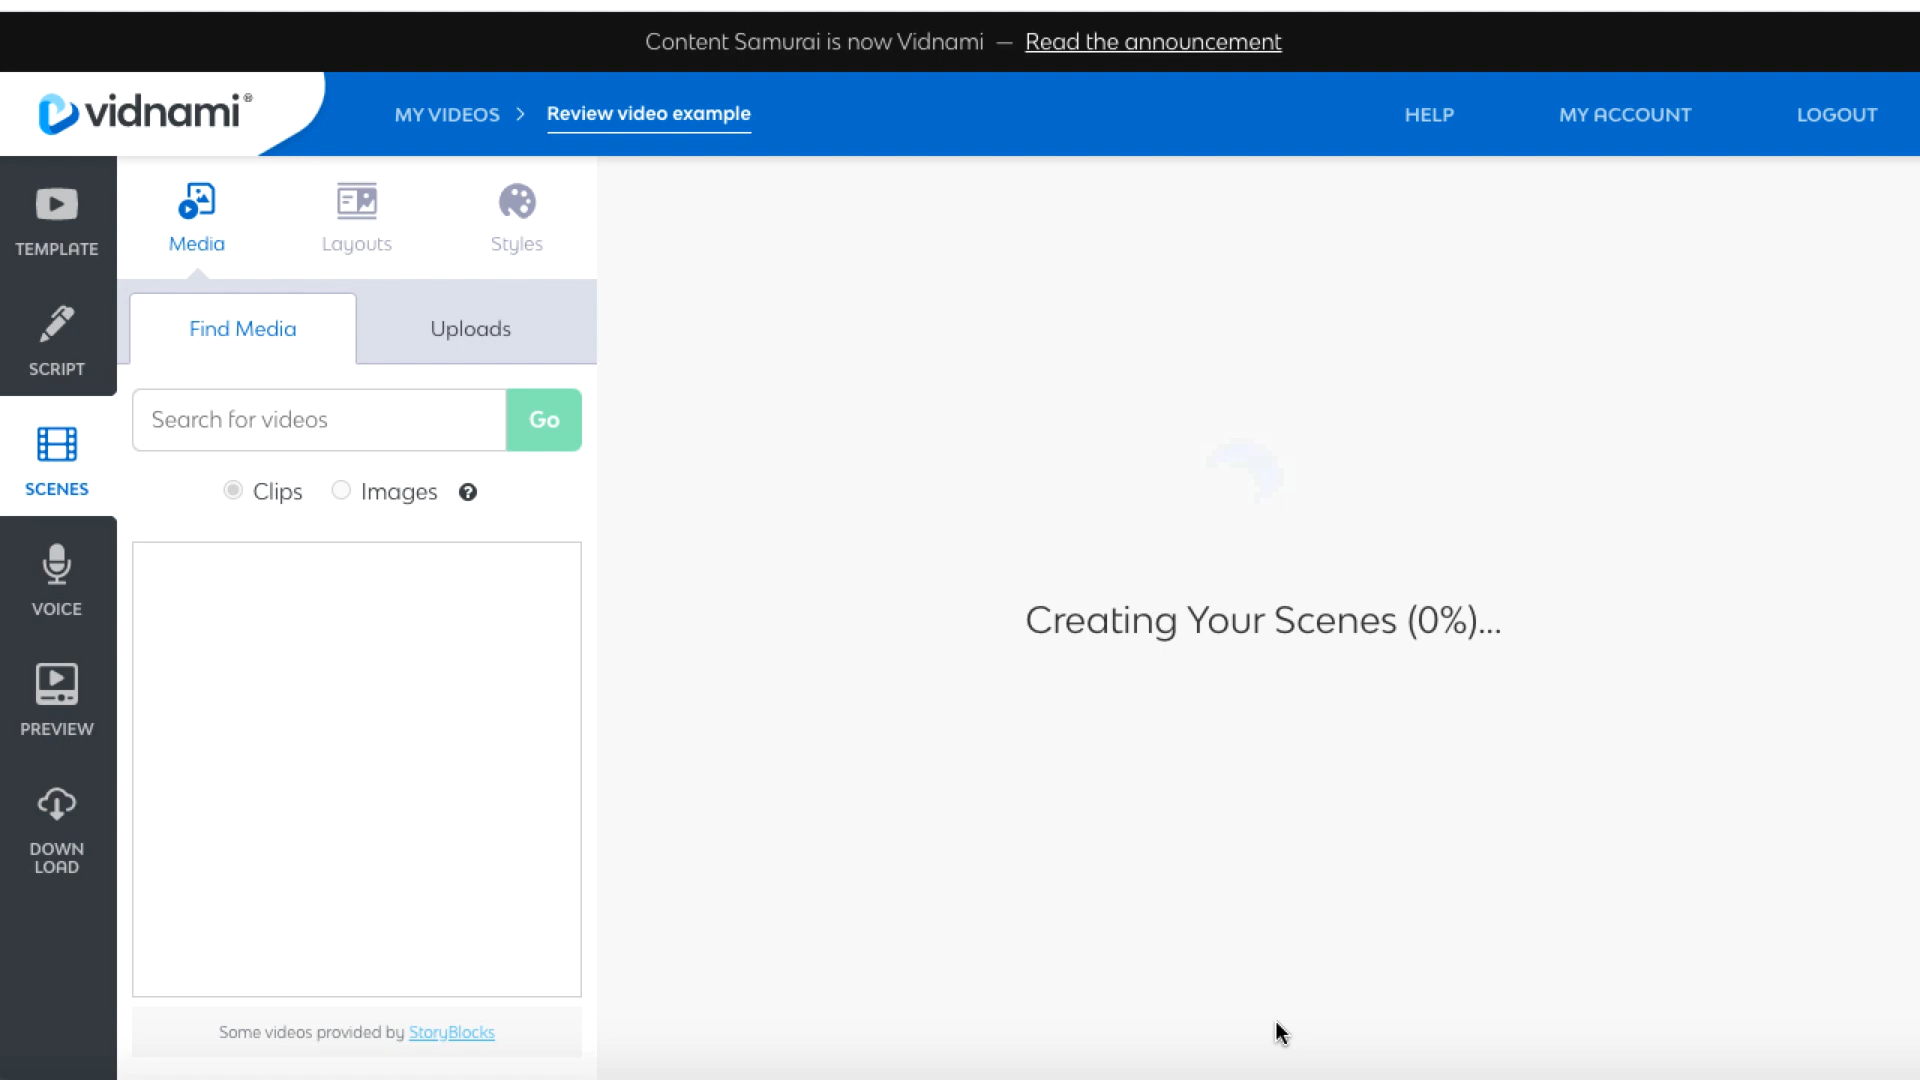 Content Samurai is now Vidnami — Read the announcement
vidnami®
MY VIDEOS > Review video example
HELP
MY ACCOUNT
LOGOUT
TEMPLATE
SCRIPT
SCENES
VOICE
PREVIEW
DOWN
LOAD
Media
Layouts
Styles
Find Media
Uploads
Search for videos
Go
Clips
Images
?
Some videos provided by StoryBlocks
Creating Your Scenes (0%)...